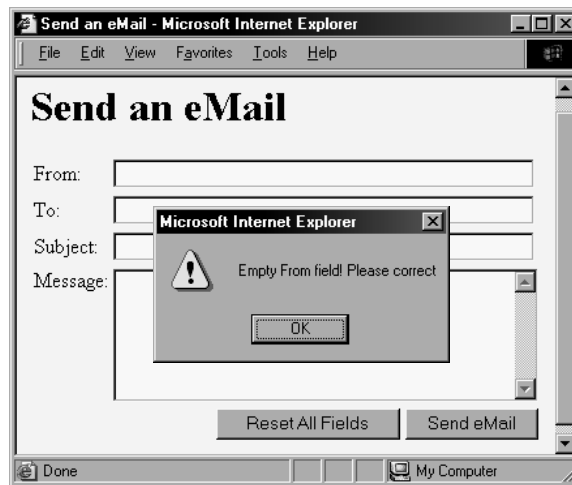 Send an eMail - Microsoft Internet Explorer
File Edit View Favorites Tools Help
Send an eMail
From:
To:
Microsoft Internet Explorer
Subject:
Empty From field! Please correct
Message:
OK
Reset All Fields Send eMail
Done My Computer